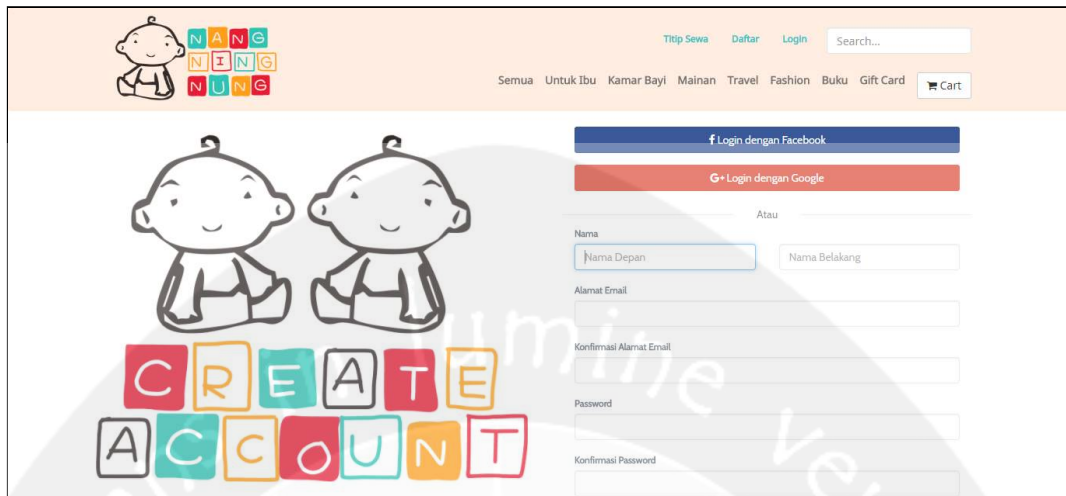 NANG
NING
NUNG
Titip Sewa Daftar Login Search...
Semua Untuk Ibu Kamar Bayi Mainan Travel Fashion Buku Gift Card Cart
f Login dengan Facebook
G+ Login dengan Google
Atau
Nama
Nama Depan Nama Belakang
Alamat Email
Konfirmasi Alamat Email
Password
Konfirmasi Password
CREATE
ACCOUNT
lumine